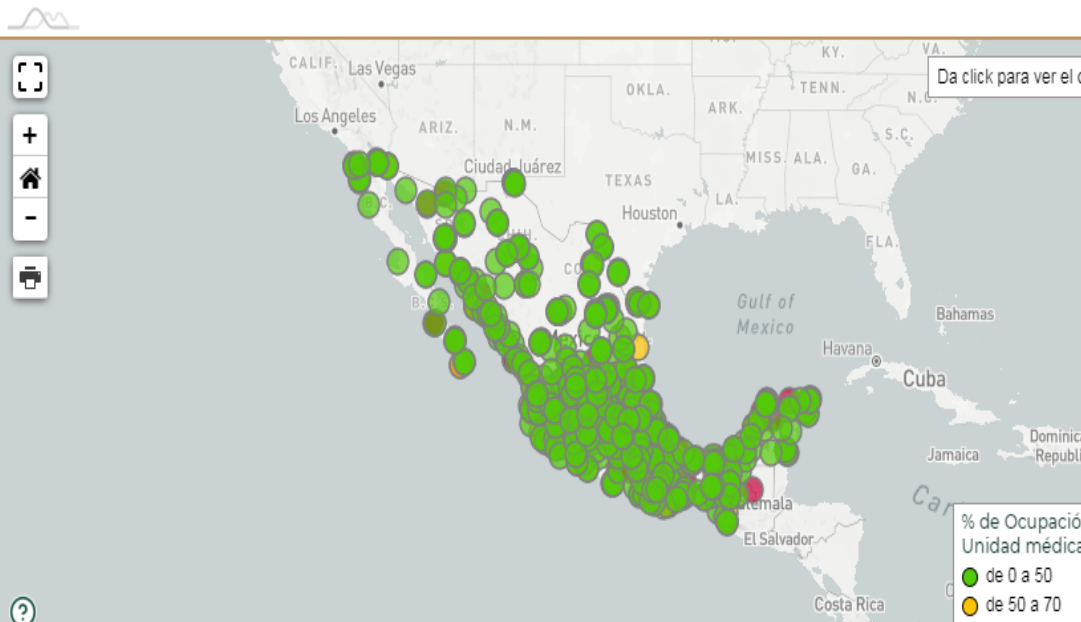 KY.
VA.
CALIF.
Las Vegas
Da click para ver el
OKLA.
TENN.
N.C.
ARK.
Los Angeles
ARIZ.
N.M.
S.C.
MISS.
ALA.
GA.
Ciudad Juárez
TEXAS
LA.
Houston
FLA.
Gulf of
Mexico
Bahamas
Havana
Cuba
Jamaica
El Salvador
Costa Rica
% de Ocupació
Unidad médica
de 0 a 50
de 50 a 70
+
-
?